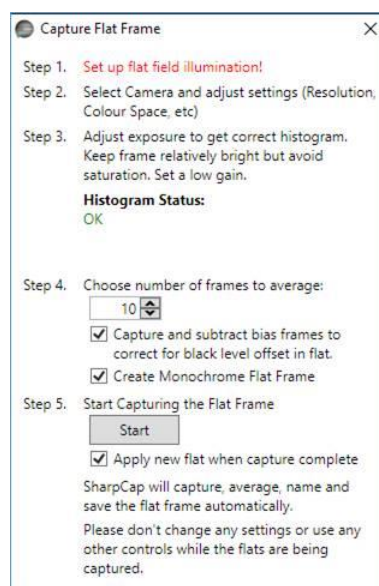 Capture Flat Frame
Step 1. Set up flat field illumination!
Step 2. Select Camera and adjust settings (Resolution,
Colour Space, etc)
Step 3. Adjust exposure to get correct histogram.
Keep frame relatively bright but avoid
saturation. Set a low gain.
Histogram Status:
OK
Step 4. Choose number of frames to average:
10
Capture and subtract bias frames to
correct for black level offset in flat.
Create Monochrome Flat Frame
Step 5. Start Capturing the Flat Frame
Start
Apply new flat when capture complete
SharpCap will capture, average, name and
save the flat frame automatically.
Please don't change any settings or use any
other controls while the flats are being
captured.